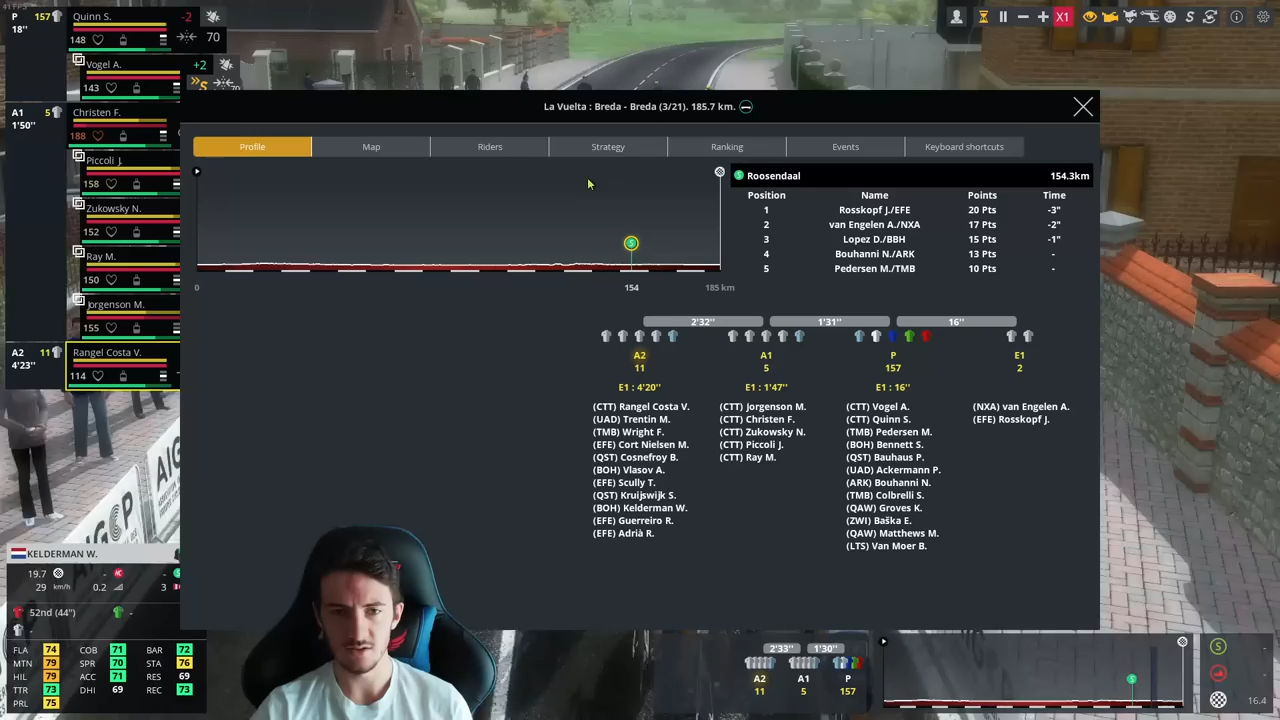 41 FPS
P 157
18''
Quinn S. -2
148 70
Vogel A. +2
143
A1 5
1'50''
Christen F.
188
Piccoli J.
158
Zukowsky N.
152
Ray M.
150
Jorgenson M.
155
A2 11
4'23''
Rangel Costa V.
114
X1
La Vuelta : Breda - Breda (3/21). 185.7 km.
Profile Map Riders Strategy Ranking Events Keyboard shortcuts
S Roosendaal 154.3km
Position Name Points Time
1 Rosskopf J./EFE 20 Pts -3"
2 van Engelen A./NXA 17 Pts -2"
3 Lopez D./BBH 15 Pts -1"
4 Bouhanni N./ARK 13 Pts -
5 Pedersen M./TMB 10 Pts -
S
0 154 185 km
2'32'' 1'31'' 16''
A2 A1 P E1
11 5 157 2
E1 : 4'20'' E1 : 1'47'' E1 : 16''
(CTT) Rangel Costa V.
(UAD) Trentin M.
(TMB) Wright F.
(EFE) Cort Nielsen M.
(QST) Cosnefroy B.
(BOH) Vlasov A.
(EFE) Scully T.
(QST) Kruijswijk S.
(BOH) Kelderman W.
(EFE) Guerreiro R.
(EFE) Adrià R.
(CTT) Jorgenson M.
(CTT) Christen F.
(CTT) Zukowsky N.
(CTT) Piccoli J.
(CTT) Ray M.
(CTT) Vogel A.
(CTT) Quinn S.
(TMB) Pedersen M.
(BOH) Bennett S.
(QST) Bauhaus P.
(UAD) Ackermann P.
(ARK) Bouhanni N.
(TMB) Colbrelli S.
(QAW) Groves K.
(ZWI) Baška E.
(QAW) Matthews M.
(LTS) Van Moer B.
(NXA) van Engelen A.
(EFE) Rosskopf J.
KELDERMAN W.
19.7 - HC - S
29 km/h 0.2 3
52nd (44") -
-
FLA 74 COB 71 BAR 72
MTN 79 SPR 70 STA 76
HIL 79 ACC 71 RES 69
TTR 73 DHI 69 REC 73
PRL 75
2'33'' 1'30''
A2 A1 P
11 5 157
S
S -
-
16.4